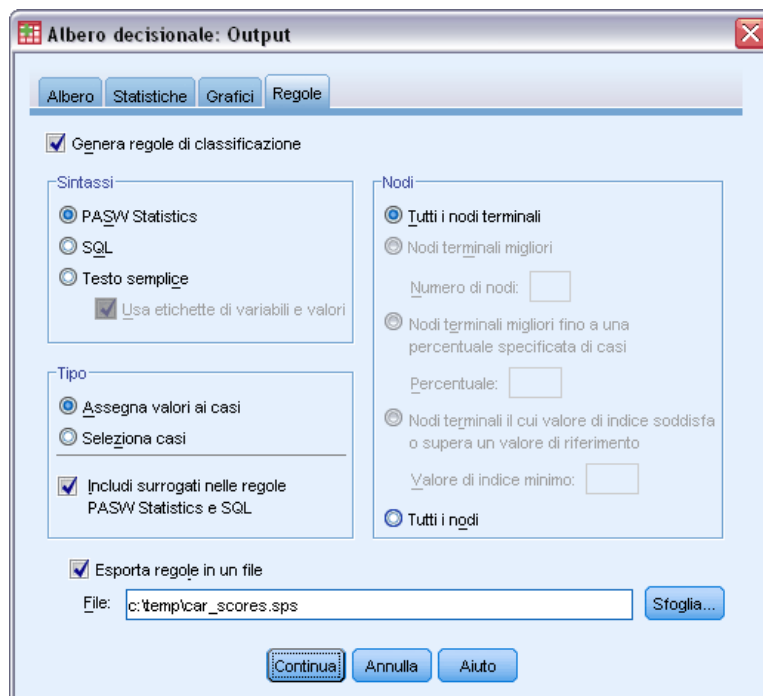 Albero decisionale: Output
Albero
Statistiche
Grafici
Regole
Genera regole di classificazione
Sintassi
PASW Statistics
SQL
Testo semplice
Usa etichette di variabili e valori
Tipo
Assegna valori ai casi
Seleziona casi
Includi surrogati nelle regole
PASW Statistics e SQL
Nodi
Tutti i nodi terminali
Nodi terminali migliori
Numero di nodi:
Nodi terminali migliori fino a una
percentuale specificata di casi
Percentuale:
Nodi terminali il cui valore di indice soddisfa
o supera un valore di riferimento
Valore di indice minimo:
Tutti i nodi
Esporta regole in un file
File:
c:\temp\car_scores.sps
Sfoglia...
Continua
Annulla
Aiuto